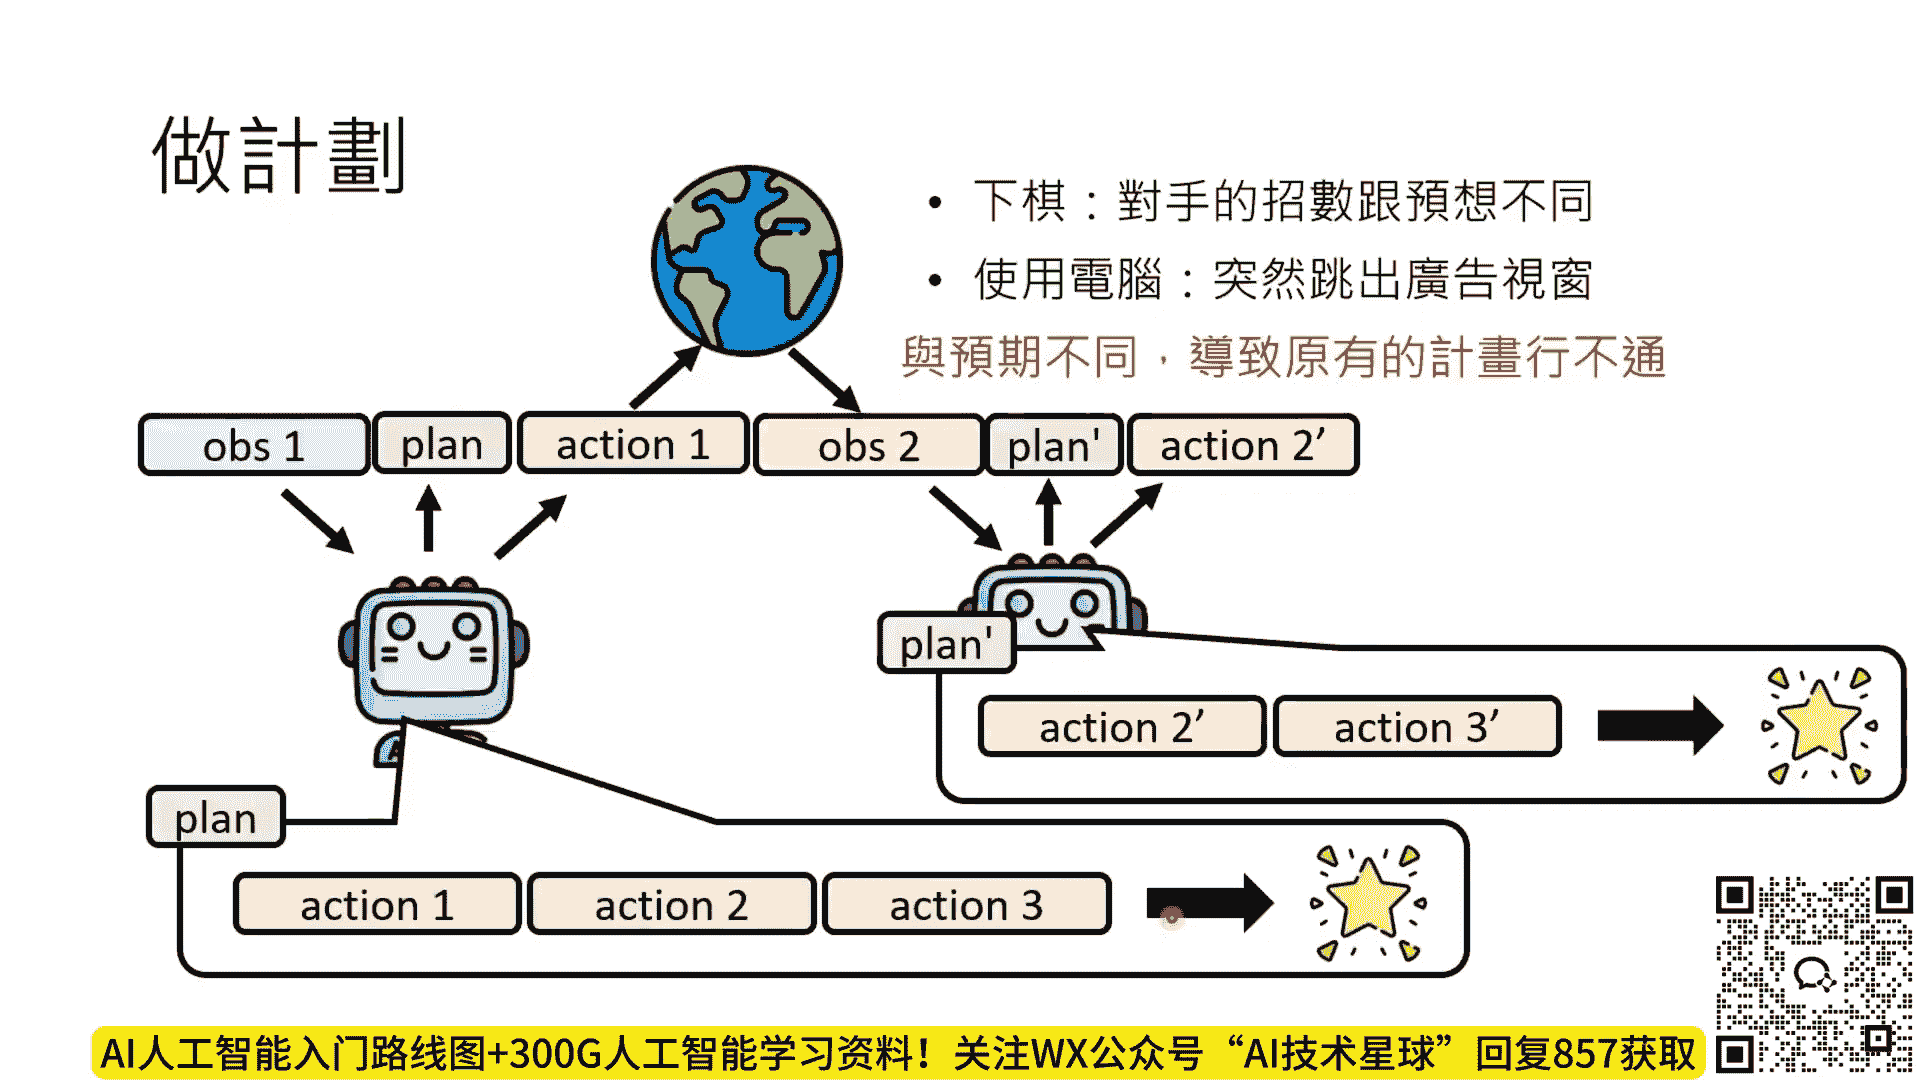 做計劃
• 下棋：對手的招數跟預想不同
• 使用電腦：突然跳出廣告視窗
與預期不同，導致原有的計畫行不通
obs 1 plan action 1 obs 2 plan' action 2’
plan'
action 2’ action 3’
plan
action 1 action 2 action 3
AI人工智能入门路线图+300G人工智能学习资料！关注WX公众号“AI技术星球”回复857获取